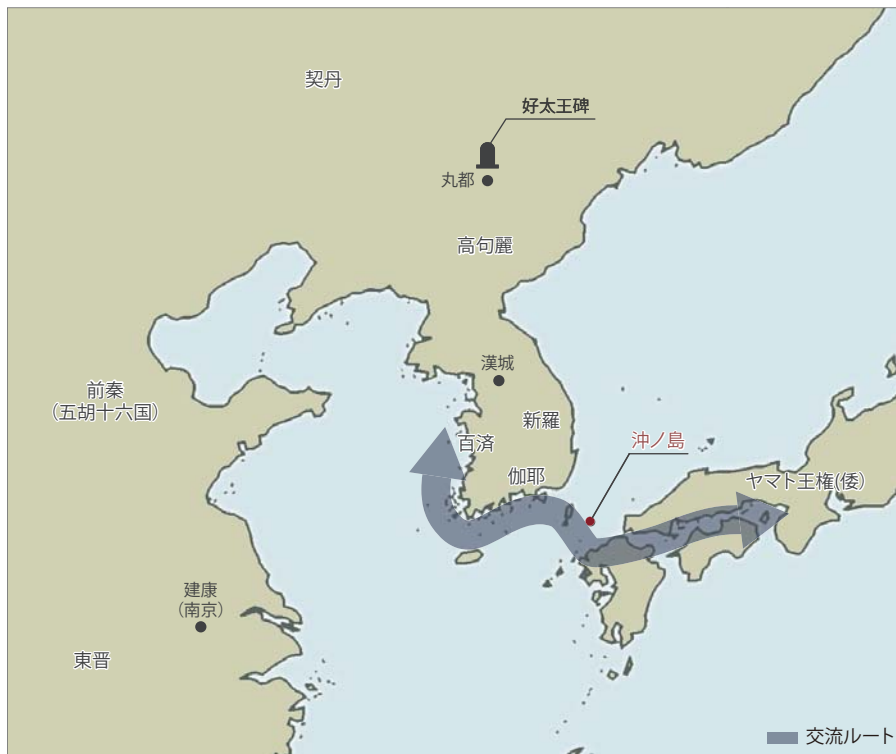 契丹
好太王碑
丸都
高句麗
漢城
前秦
（五胡十六国）
新羅
百済
沖ノ島
伽耶
ヤマト王権(倭）
建康
（南京）
東晋
交流ルート